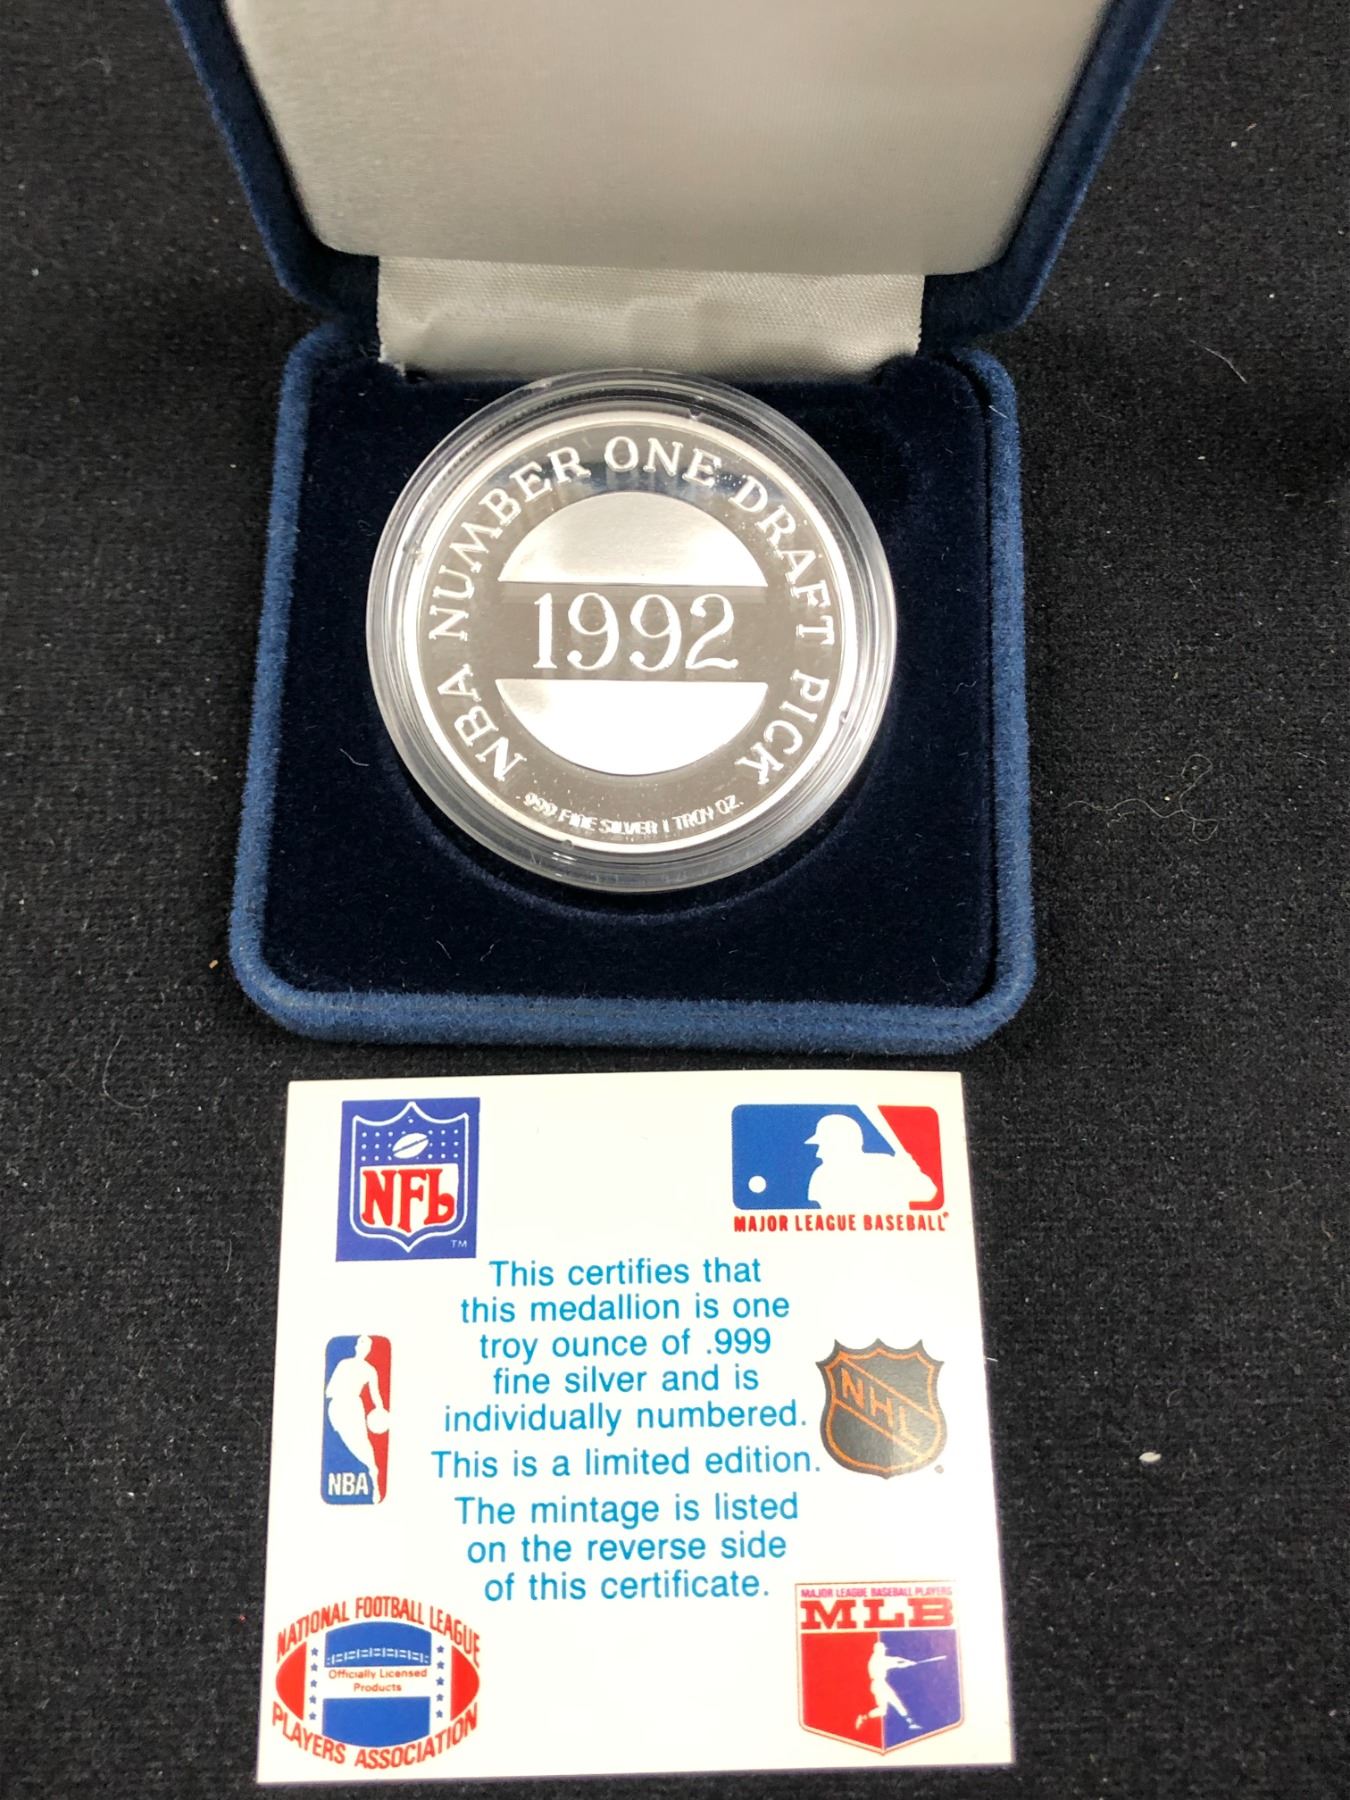 NBA NUMBER ONE DRAFT PICK
1992
.999 FINE SILVER 1 TROY OZ.
NFL
TM
MAJOR LEAGUE BASEBALL®
This certifies that
this medallion is one
troy ounce of .999
fine silver and is
individually numbered.
This is a limited edition.
The mintage is listed
on the reverse side
of this certificate.
NBA
NHL
NATIONAL FOOTBALL LEAGUE
Officially Licensed
Products
PLAYERS ASSOCIATION
MAJOR LEAGUE BASEBALL PLAYERS
MLB